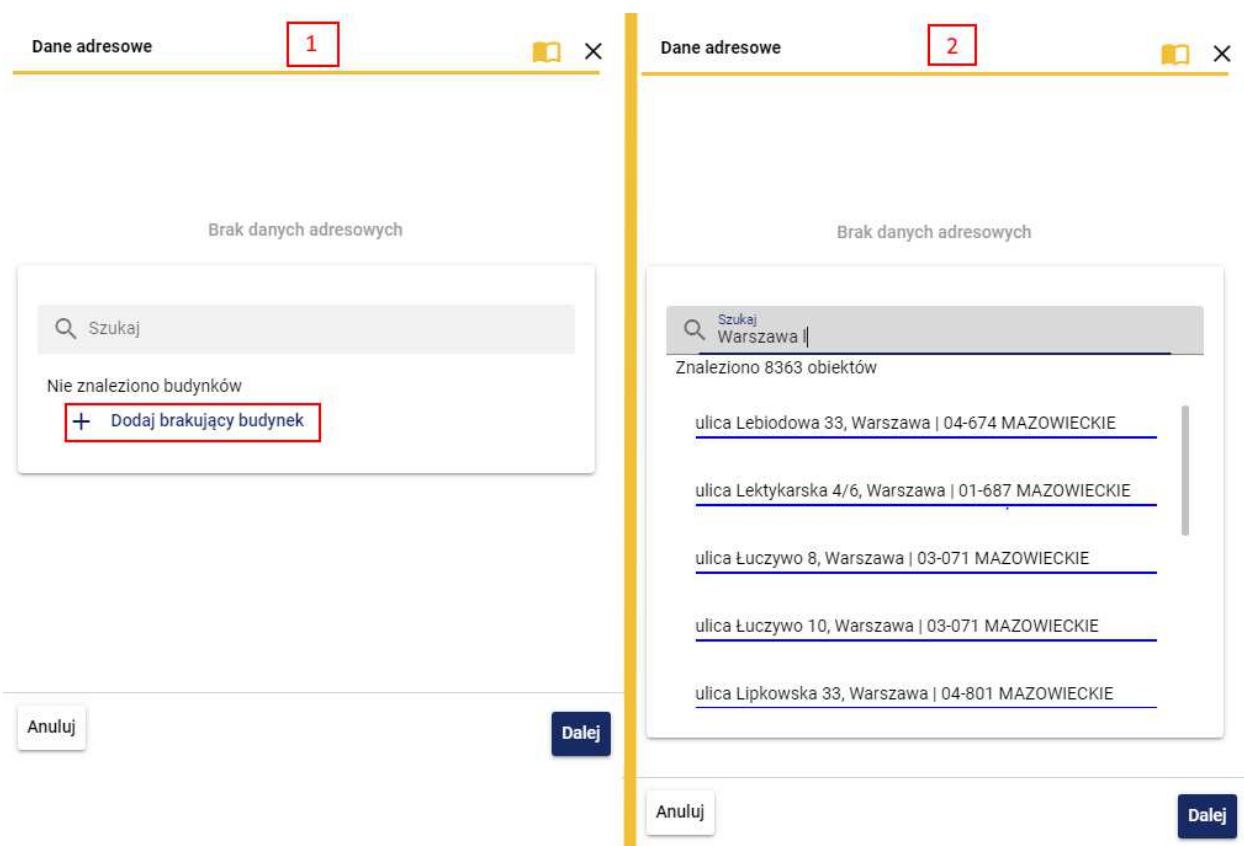 Dane adresowe
1
Brak danych adresowych
Szukaj
Nie znaleziono budynków
+ Dodaj brakujący budynek
Anuluj
Dalej
Dane adresowe
2
Brak danych adresowych
Szukaj
Warszawa l
Znaleziono 8363 obiektów
ulica Lebiodowa 33, Warszawa | 04-674 MAZOWIECKIE
ulica Lektykarska 4/6, Warszawa | 01-687 MAZOWIECKIE
ulica Łuczywo 8, Warszawa | 03-071 MAZOWIECKIE
ulica Łuczywo 10, Warszawa | 03-071 MAZOWIECKIE
ulica Lipkowska 33, Warszawa | 04-801 MAZOWIECKIE
Anuluj
Dalej